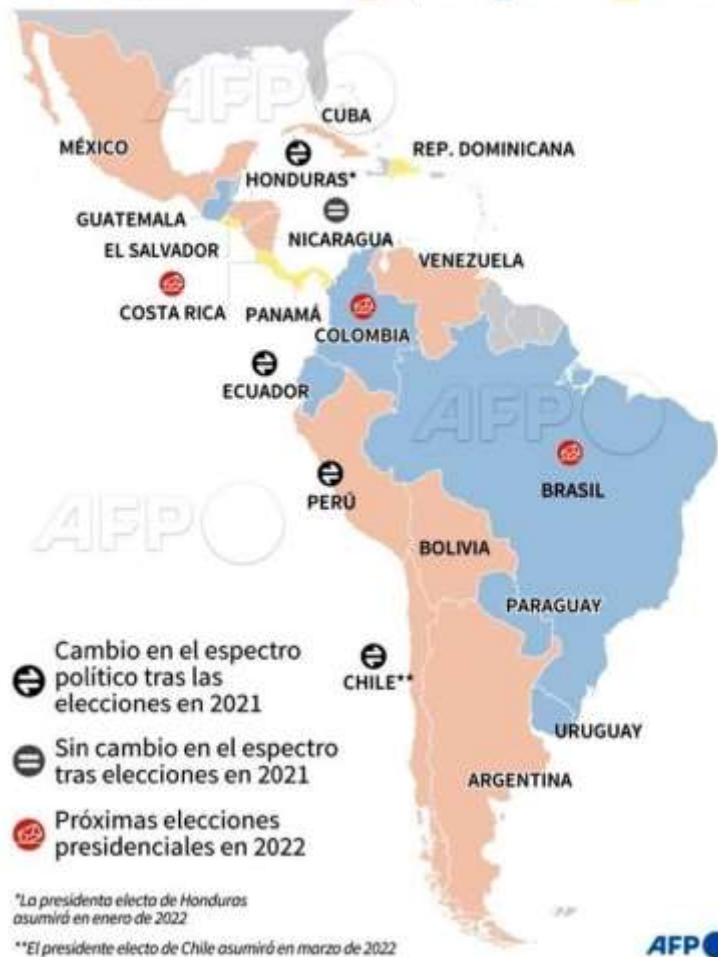 AFP
CUBA
MÉXICO
REP. DOMINICANA
HONDURAS*
GUATEMALA
NICARAGUA
EL SALVADOR
VENEZUELA
COSTA RICA
PANAMÁ
COLOMBIA
ECUADOR
AFP
BRASIL
PERÚ
AFP
BOLIVIA
PARAGUAY
CHILE**
URUGUAY
ARGENTINA
Cambio en el espectro
político tras las
elecciones en 2021
Sin cambio en el espectro
tras elecciones en 2021
Próximas elecciones
presidenciales en 2022
*La presidenta electa de Honduras
asumirá en enero de 2022
**El presidente electo de Chile asumirá en marzo de 2022
AFP